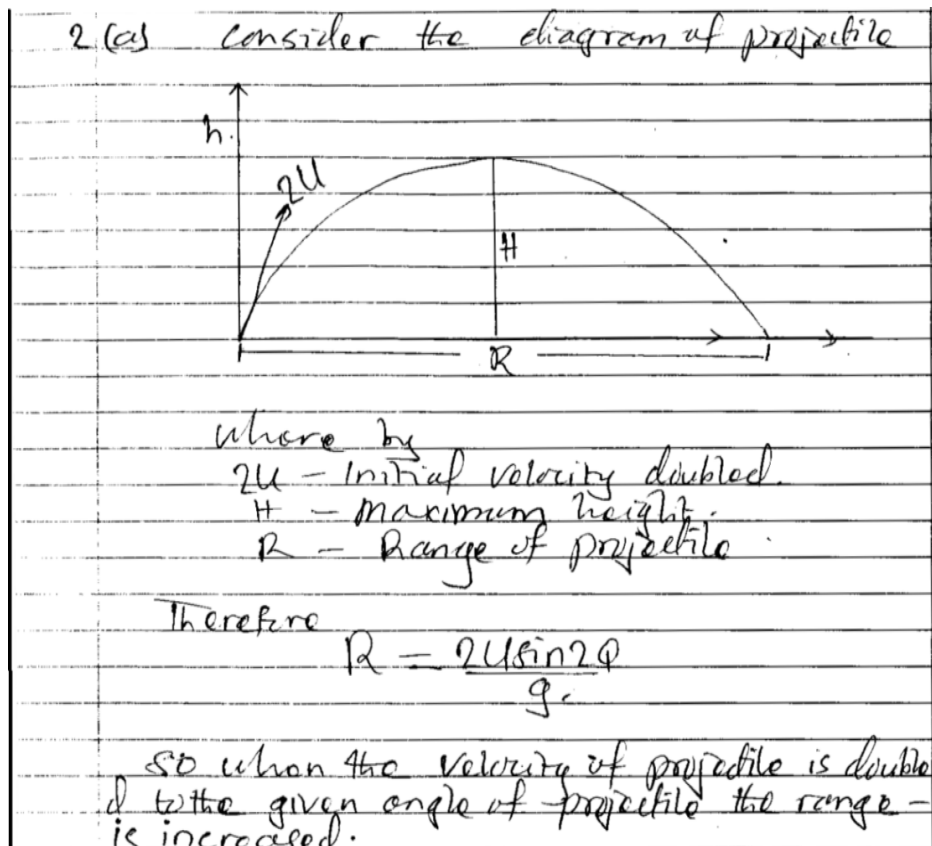 2 (a) consider the diagram of projectile
h.
2U
H
R
where by
2U - Initial velocity doubled.
H - maximum height.
R - Range of projectile
Therefore
R = 2Usin2θ
g.
so when the velocity of projectile is double
d to the given angle of projectile the range -
is increased.